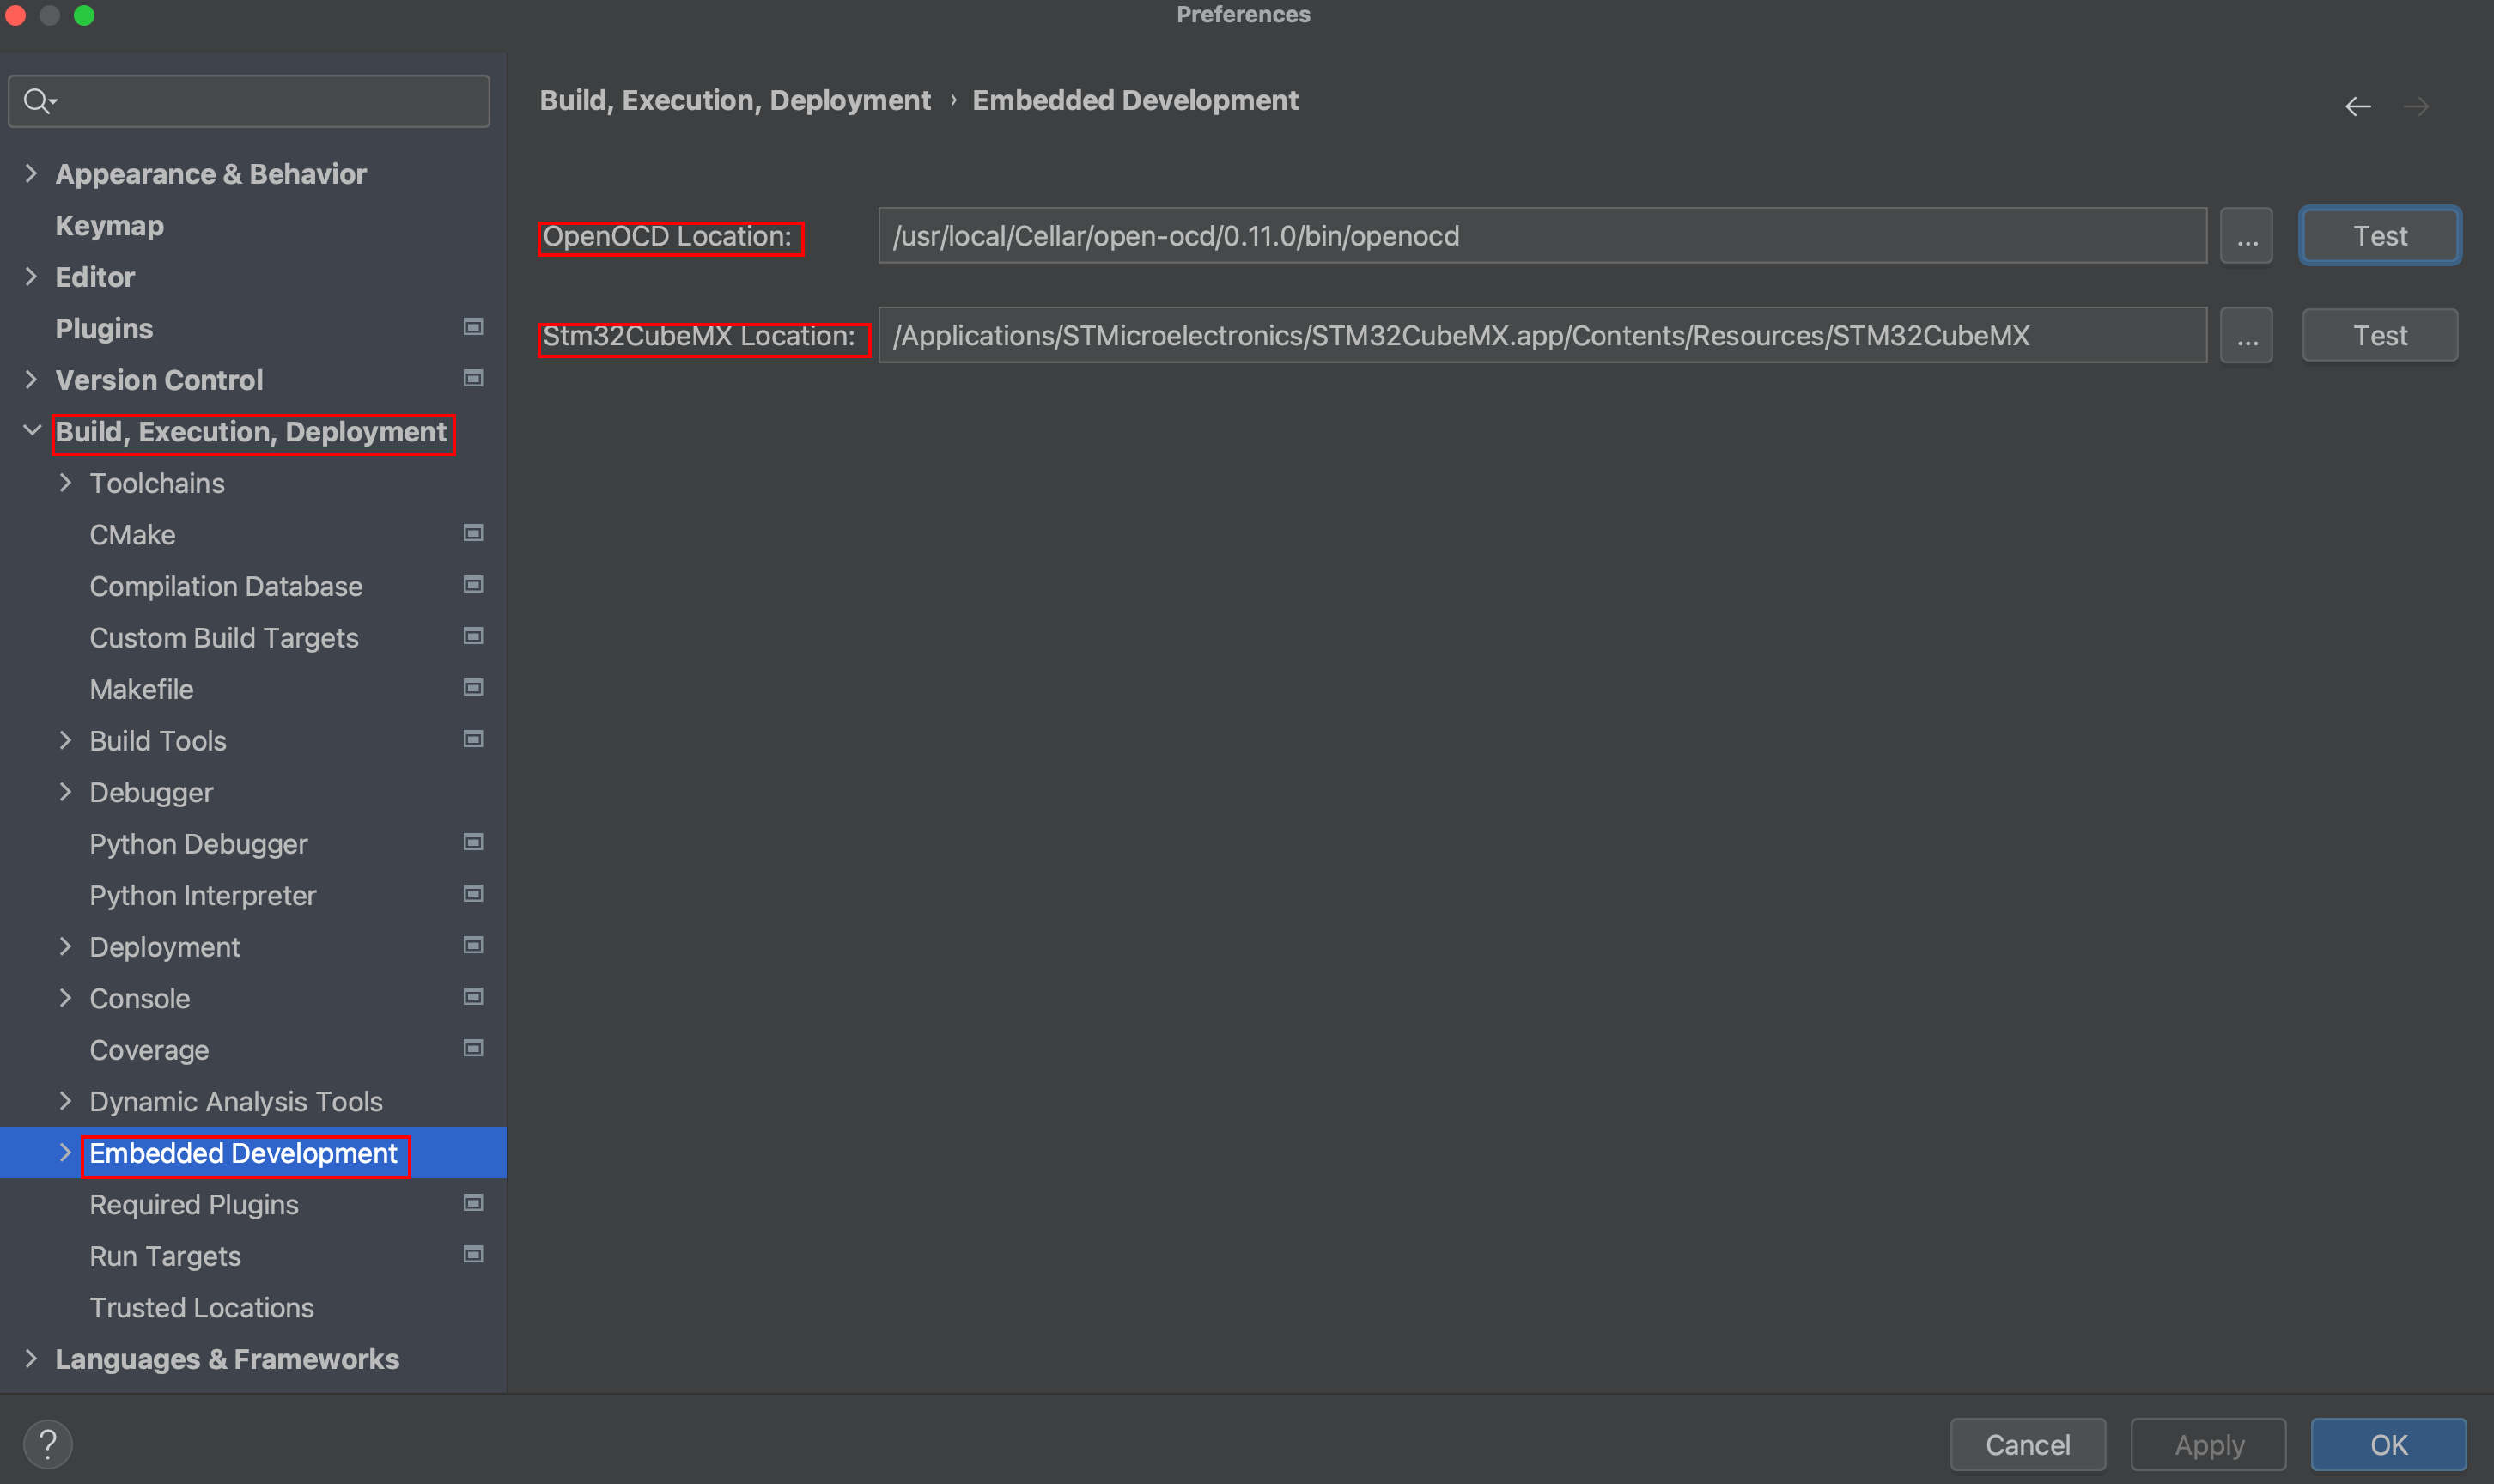 Preferences
Build, Execution, Deployment › Embedded Development
Appearance & Behavior
Keymap
Editor
Plugins
Version Control
Build, Execution, Deployment
Toolchains
CMake
Compilation Database
Custom Build Targets
Makefile
Build Tools
Debugger
Python Debugger
Python Interpreter
Deployment
Console
Coverage
Dynamic Analysis Tools
Embedded Development
Required Plugins
Run Targets
Trusted Locations
Languages & Frameworks
OpenOCD Location: /usr/local/Cellar/open-ocd/0.11.0/bin/openocd ... Test
Stm32CubeMX Location: /Applications/STMicroelectronics/STM32CubeMX.app/Contents/Resources/STM32CubeMX ... Test
? Cancel Apply OK